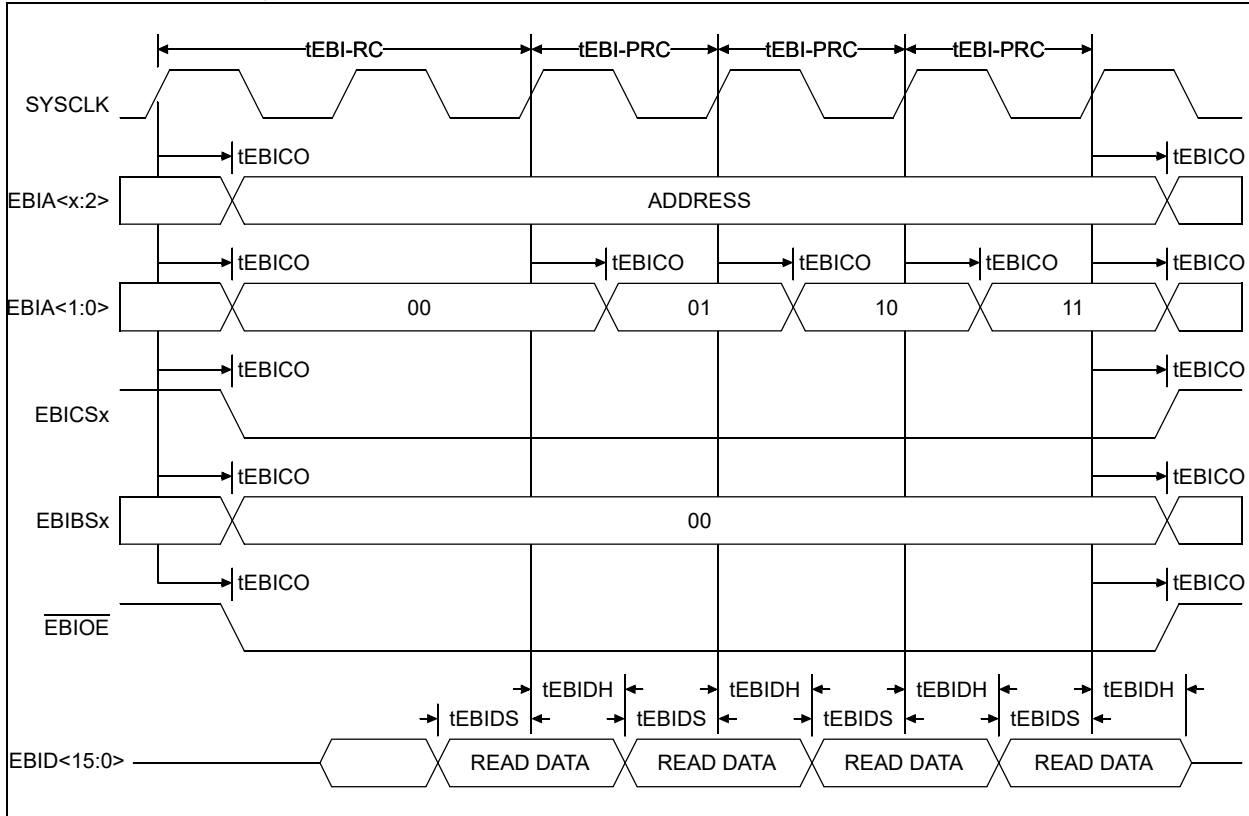 tEBI-RC tEBI-PRC tEBI-PRC tEBI-PRC
SYSCLK
tEBICO tEBICO
EBIA<x:2> ADDRESS
tEBICO tEBICO tEBICO tEBICO tEBICO
EBIA<1:0> 00 01 10 11
tEBICO tEBICO
EBICSx
tEBICO tEBICO
EBIBSx 00
tEBICO tEBICO
EBIOE
tEBIDH tEBIDH tEBIDH tEBIDH
tEBIDS tEBIDS tEBIDS tEBIDS
EBID<15:0> READ DATA READ DATA READ DATA READ DATA